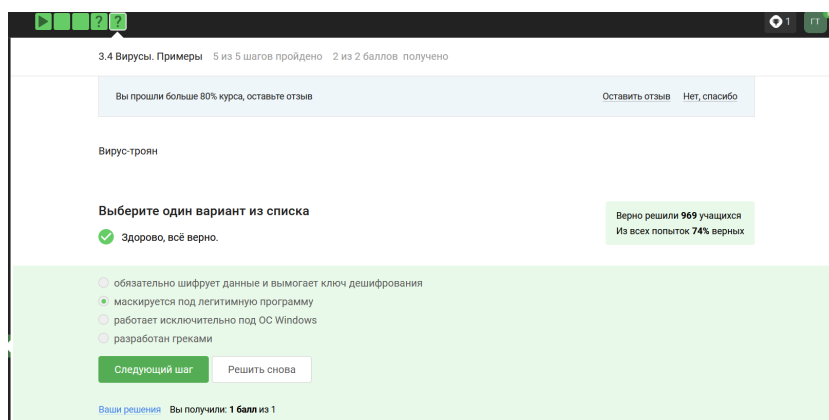 ? ?
1
ГТ
3.4 Вирусы. Примеры 5 из 5 шагов пройдено 2 из 2 баллов получено
Вы прошли больше 80% курса, оставьте отзыв Оставить отзыв Нет, спасибо
Вирус-троян
Выберите один вариант из списка
Здорово, всё верно.
Верно решили 969 учащихся
Из всех попыток 74% верных
обязательно шифрует данные и вымогает ключ дешифрования
маскируется под легитимную программу
работает исключительно под ОС Windows
разработан греками
Следующий шаг Решить снова
Ваши решения Вы получили: 1 балл из 1